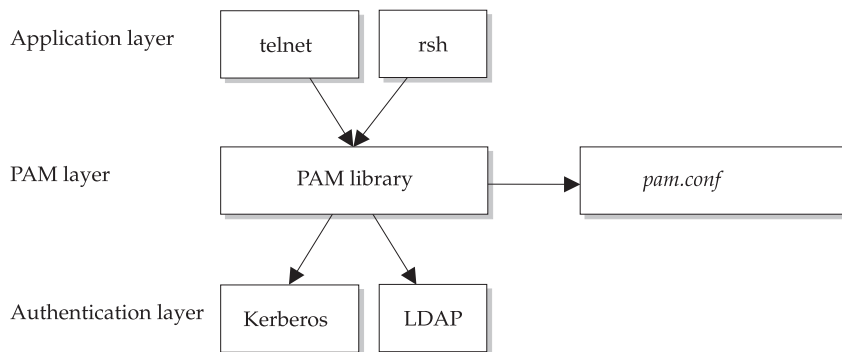 Application layer
telnet
rsh
PAM layer
PAM library
pam.conf
Authentication layer
Kerberos
LDAP